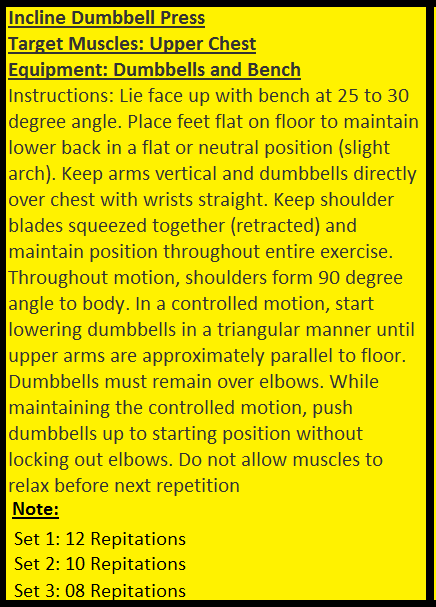 Incline Dumbbell Press
Target Muscles: Upper Chest
Equipment: Dumbbells and Bench
Instructions: Lie face up with bench at 25 to 30
degree angle. Place feet flat on floor to maintain
lower back in a flat or neutral position (slight
arch). Keep arms vertical and dumbbells directly
over chest with wrists straight. Keep shoulder
blades squeezed together (retracted) and
maintain position throughout entire exercise.
Throughout motion, shoulders form 90 degree
angle to body. In a controlled motion, start
lowering dumbbells in a triangular manner until
upper arms are approximately parallel to floor.
Dumbbells must remain over elbows. While
maintaining the controlled motion, push
dumbbells up to starting position without
locking out elbows. Do not allow muscles to
relax before next repetition
Note:
Set 1: 12 Repitations
Set 2: 10 Repitations
Set 3: 08 Repitations